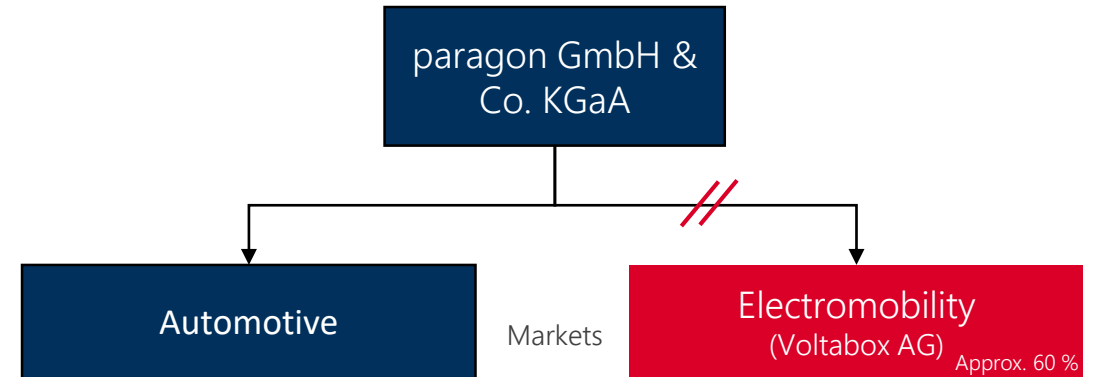 paragon GmbH &
Co. KGaA
Automotive
Markets
Electromobility
(Voltabox AG)
Approx. 60 %